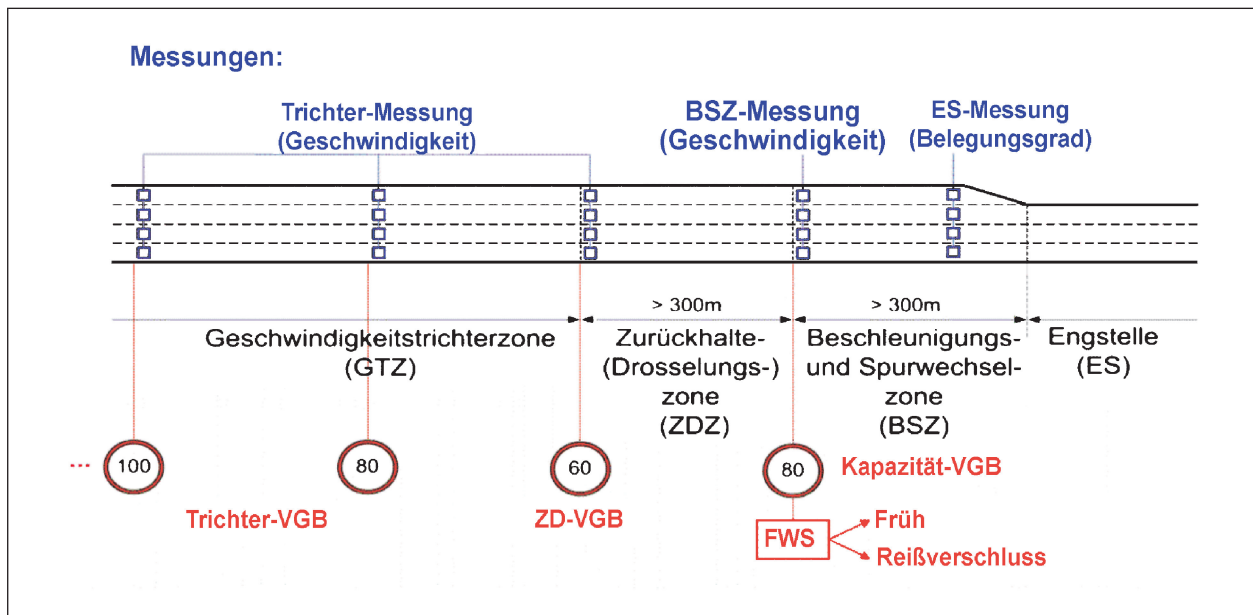 Messungen:
Trichter-Messung
(Geschwindigkeit)
BSZ-Messung
(Geschwindigkeit)
ES-Messung
(Belegungsgrad)
> 300m
> 300m
Geschwindigkeitstrichterzone
(GTZ)
Zurückhalte-
(Drosselungs-)
zone
(ZDZ)
Beschleunigungs-
und Spurwechsel-
zone
(BSZ)
Engstelle
(ES)
...
100
80
60
80
Kapazität-VGB
Trichter-VGB
ZD-VGB
FWS
Früh
Reißverschluss